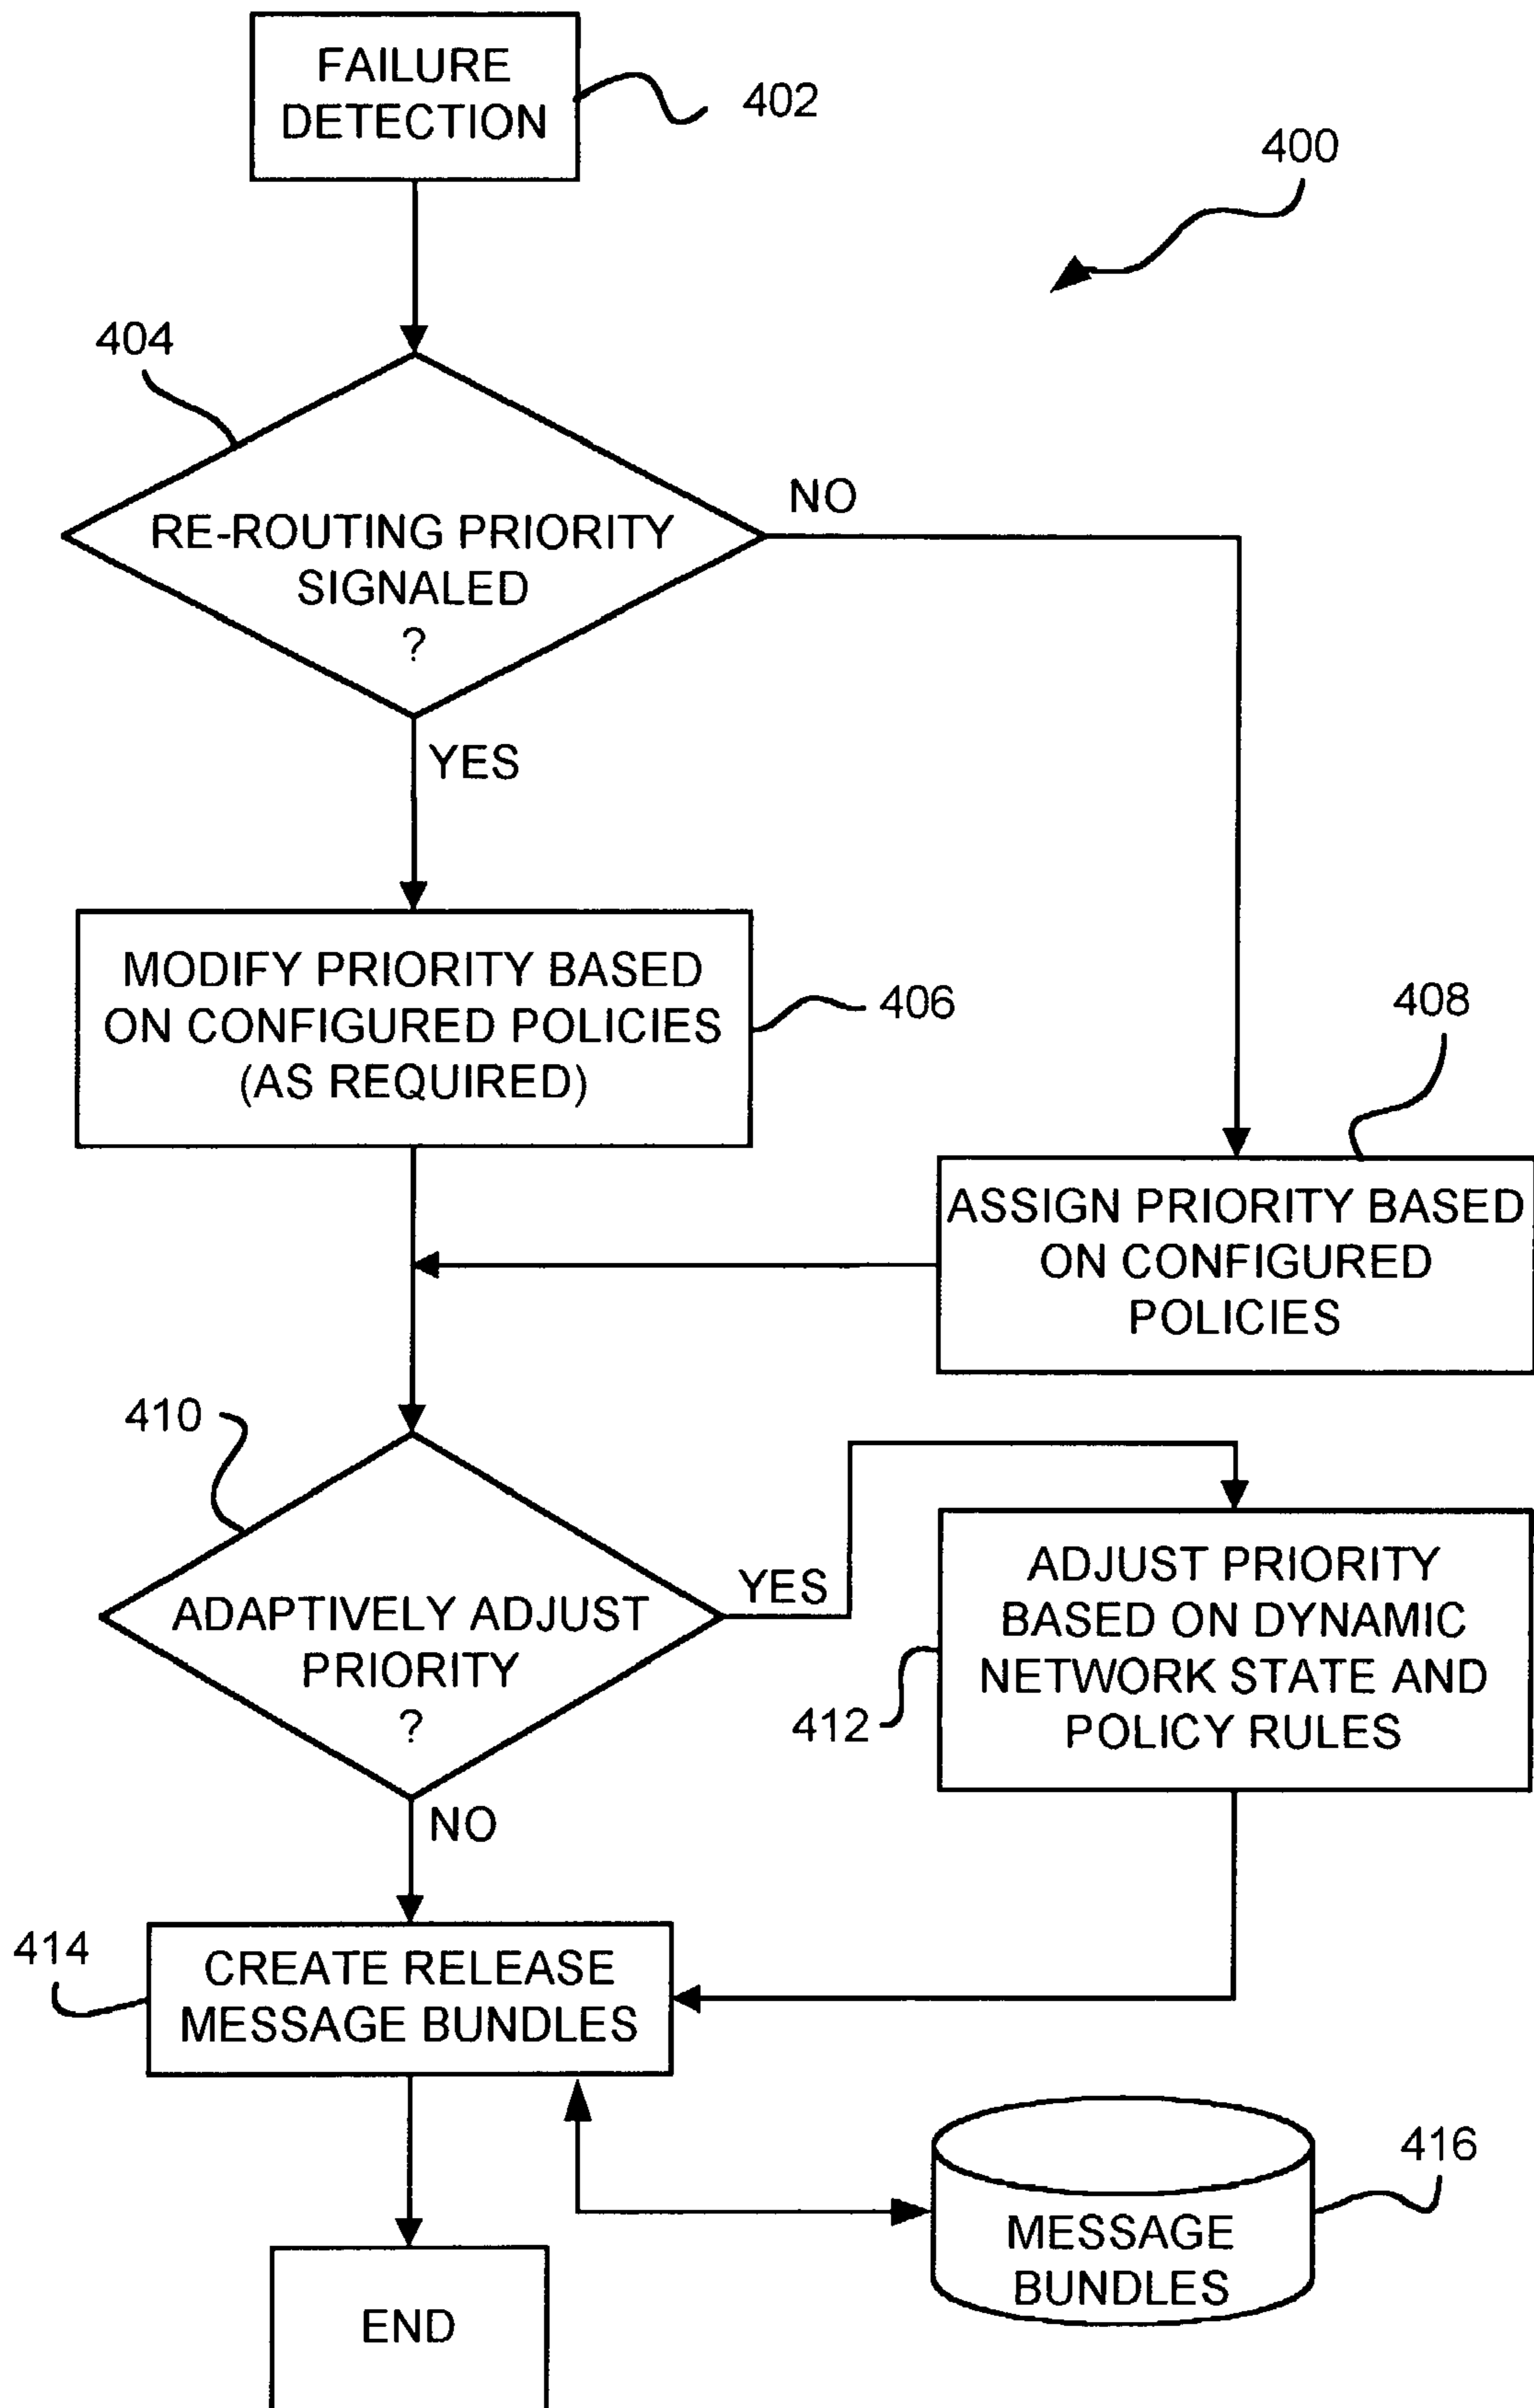 FAILURE
DETECTION
402
400
404
NO
RE-ROUTING PRIORITY
SIGNALED
?
YES
MODIFY PRIORITY BASED
ON CONFIGURED POLICIES
(AS REQUIRED)
406
408
ASSIGN PRIORITY BASED
ON CONFIGURED
POLICIES
410
ADAPTIVELY ADJUST
PRIORITY
?
YES
ADJUST PRIORITY
BASED ON DYNAMIC
NETWORK STATE AND
POLICY RULES
412
NO
414
CREATE RELEASE
MESSAGE BUNDLES
416
MESSAGE
BUNDLES
END